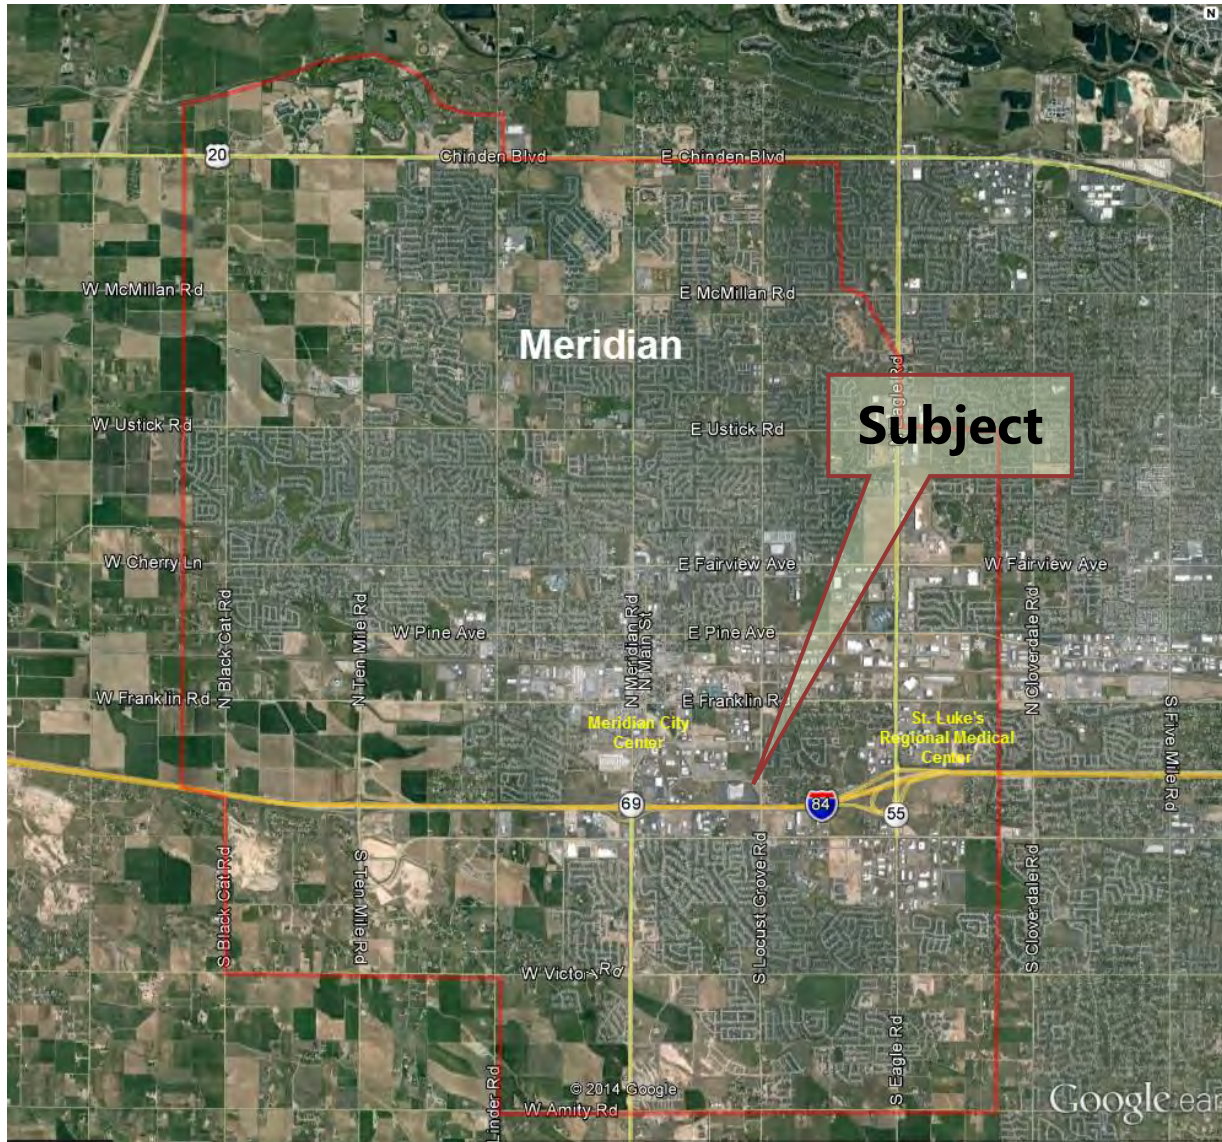 N
20
Chinden Blvd
E Chinden Blvd
W McMillan Rd
E McMillan Rd
Meridian
Eagle Rd
Subject
W Ustick Rd
E Ustick Rd
W Cherry Ln
E Fairview Ave
W Fairview Ave
N Black Cat Rd
N Ten Mile Rd
W Pine Ave
N Meridian Rd
N Main St
E Pine Ave
N Cloverdale Rd
W Franklin Rd
E Franklin R
Meridian City
Center
St. Luke's
Regional Medical
Center
S Five Mile Rd
69
84
55
S Black Cat Rd
S Ten Mile Rd
S Locust Grove Rd
S Cloverdale Rd
W Victory Rd
S Eagle Rd
Linder Rd
© 2014 Google
W Amity Rd
Google ear